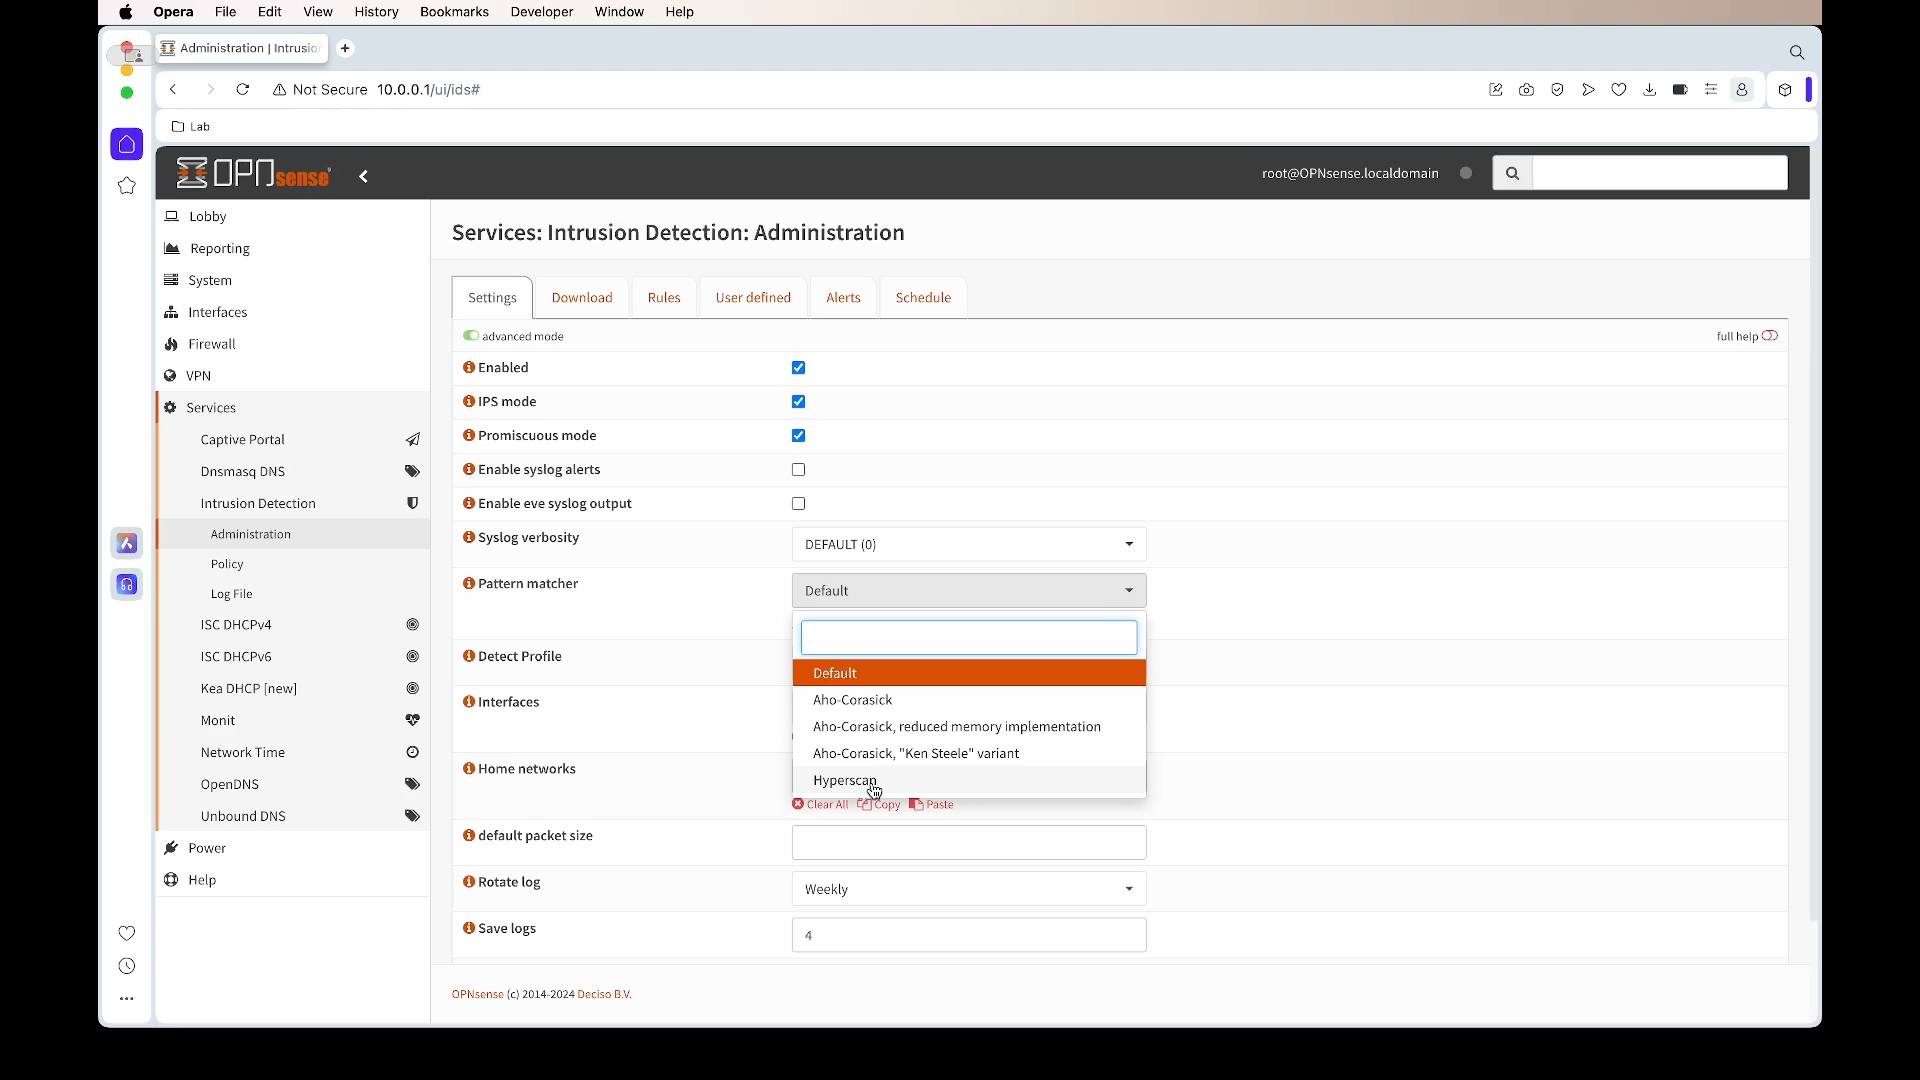 Opera File Edit View History Bookmarks Developer Window Help
Administration | Intrusion
Not Secure 10.0.0.1/ui/ids#
Lab
OPNsense
root@OPNsense.localdomain
Lobby
Reporting
System
Interfaces
Firewall
VPN
Services
Captive Portal
Dnsmasq DNS
Intrusion Detection
Administration
Policy
Log File
ISC DHCPv4
ISC DHCPv6
Kea DHCP [new]
Monit
Network Time
OpenDNS
Unbound DNS
Power
Help
Services: Intrusion Detection: Administration
Settings Download Rules User defined Alerts Schedule
advanced mode full help
Enabled
IPS mode
Promiscuous mode
Enable syslog alerts
Enable eve syslog output
Syslog verbosity DEFAULT (0)
Pattern matcher Default
Default
Aho-Corasick
Aho-Corasick, reduced memory implementation
Aho-Corasick, "Ken Steele" variant
Hyperscan
Detect Profile
Interfaces
Home networks
Clear All Copy Paste
default packet size
Rotate log Weekly
Save logs 4
OPNsense (c) 2014-2024 Deciso B.V.